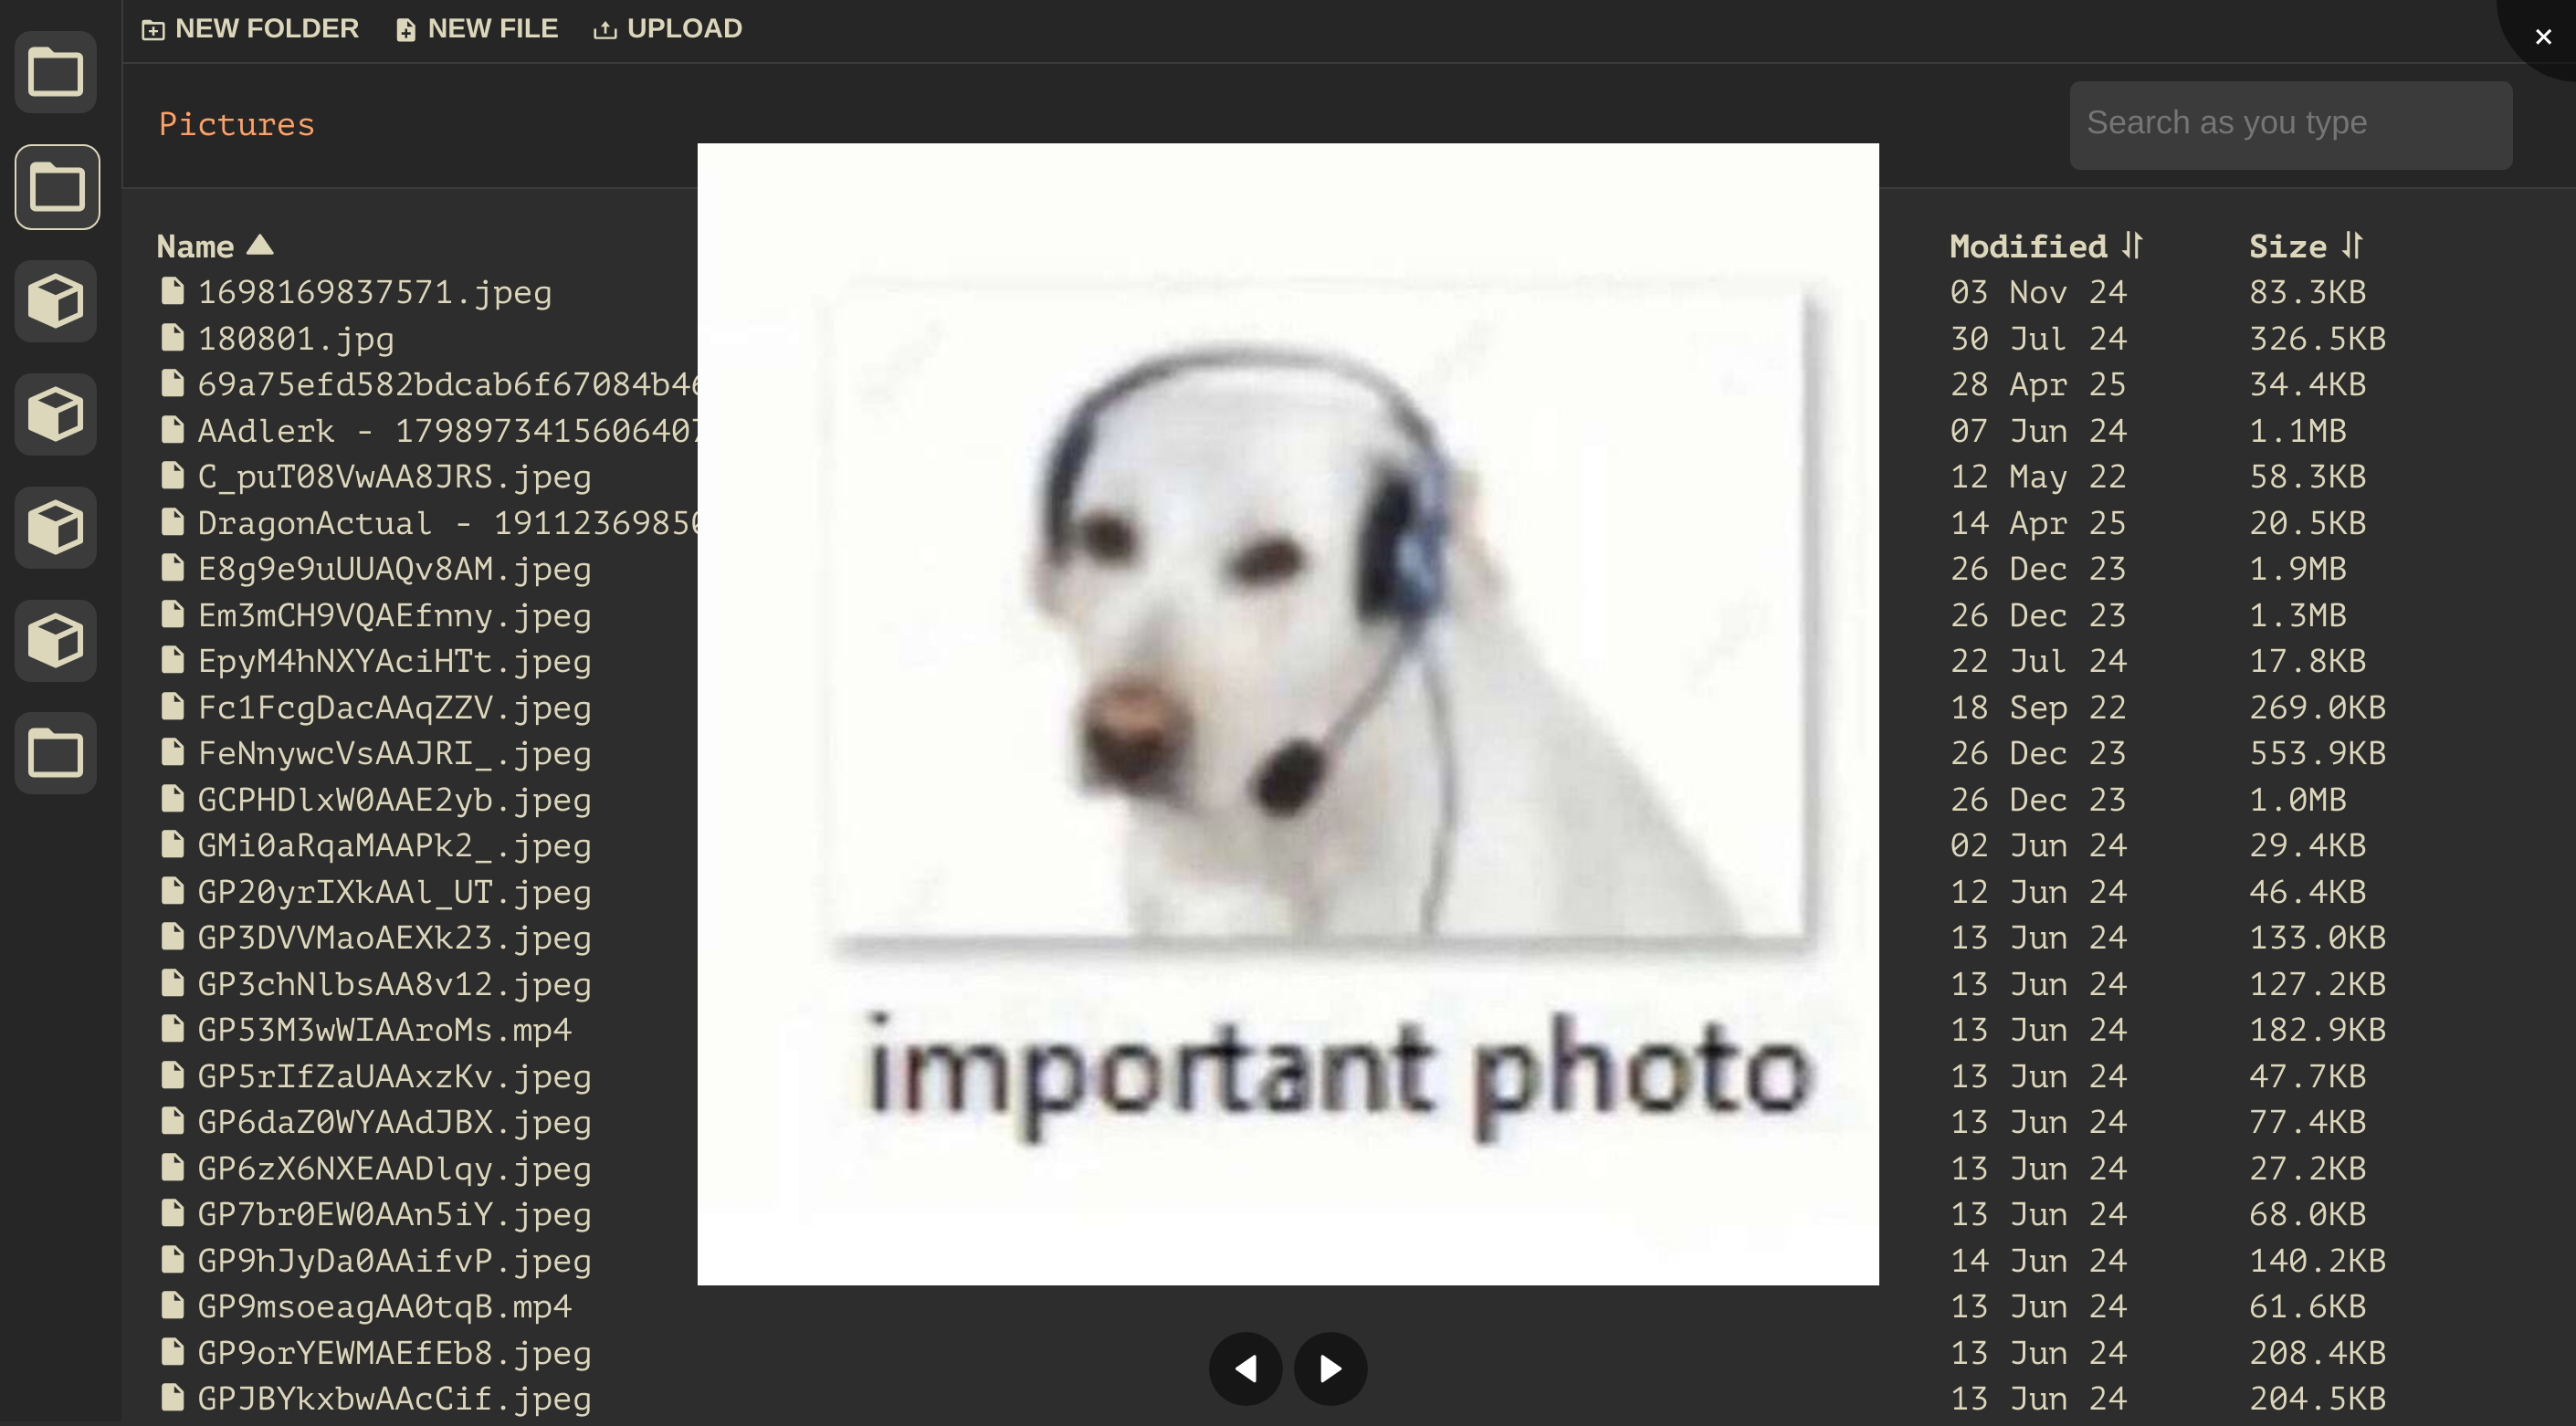 NEW FOLDER NEW FILE UPLOAD
Pictures
Search as you type
Name Modified Size
1698169837571.jpeg 03 Nov 24 83.3KB
180801.jpg 30 Jul 24 326.5KB
69a75efd582bdcab6f67084b4 28 Apr 25 34.4KB
AAdlerk - 179897341560640 07 Jun 24 1.1MB
C_puT08VwAA8JRS.jpeg 12 May 22 58.3KB
DragonActual - 1911236985 14 Apr 25 20.5KB
E8g9e9uUUAQv8AM.jpeg 26 Dec 23 1.9MB
Em3mCH9VQAEfnny.jpeg 26 Dec 23 1.3MB
EpyM4hNXYAciHTt.jpeg 22 Jul 24 17.8KB
Fc1FcgDacAAqZZV.jpeg 18 Sep 22 269.0KB
FeNnywcVsAAJRI_.jpeg 26 Dec 23 553.9KB
GCPHDlxW0AAE2yb.jpeg 26 Dec 23 1.0MB
GMi0aRqaMAAPk2_.jpeg 02 Jun 24 29.4KB
GP20yrIXkAAl_UT.jpeg 12 Jun 24 46.4KB
GP3DVVMaoAEXk23.jpeg 13 Jun 24 133.0KB
GP3chNlbsAA8v12.jpeg 13 Jun 24 127.2KB
GP53M3wWIAAroMs.mp4 13 Jun 24 182.9KB
GP5rIfZaUAAxzKv.jpeg 13 Jun 24 47.7KB
GP6daZ0WYAAdJBX.jpeg 13 Jun 24 77.4KB
GP6zX6NXEAADlqy.jpeg 13 Jun 24 27.2KB
GP7br0EW0AAn5iY.jpeg 13 Jun 24 68.0KB
GP9hJyDa0AAifvP.jpeg 14 Jun 24 140.2KB
GP9msoeagAA0tqB.mp4 13 Jun 24 61.6KB
GP9orYEWMAEfEb8.jpeg 13 Jun 24 208.4KB
GPJBYkxbwAAcCif.jpeg 13 Jun 24 204.5KB
important photo